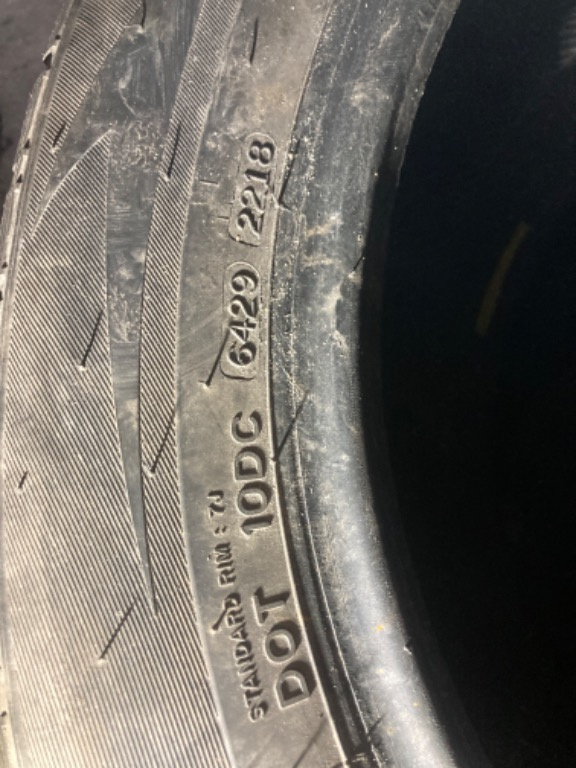 STANDARD RIM : 7J
DOT 10DC 6429 2218